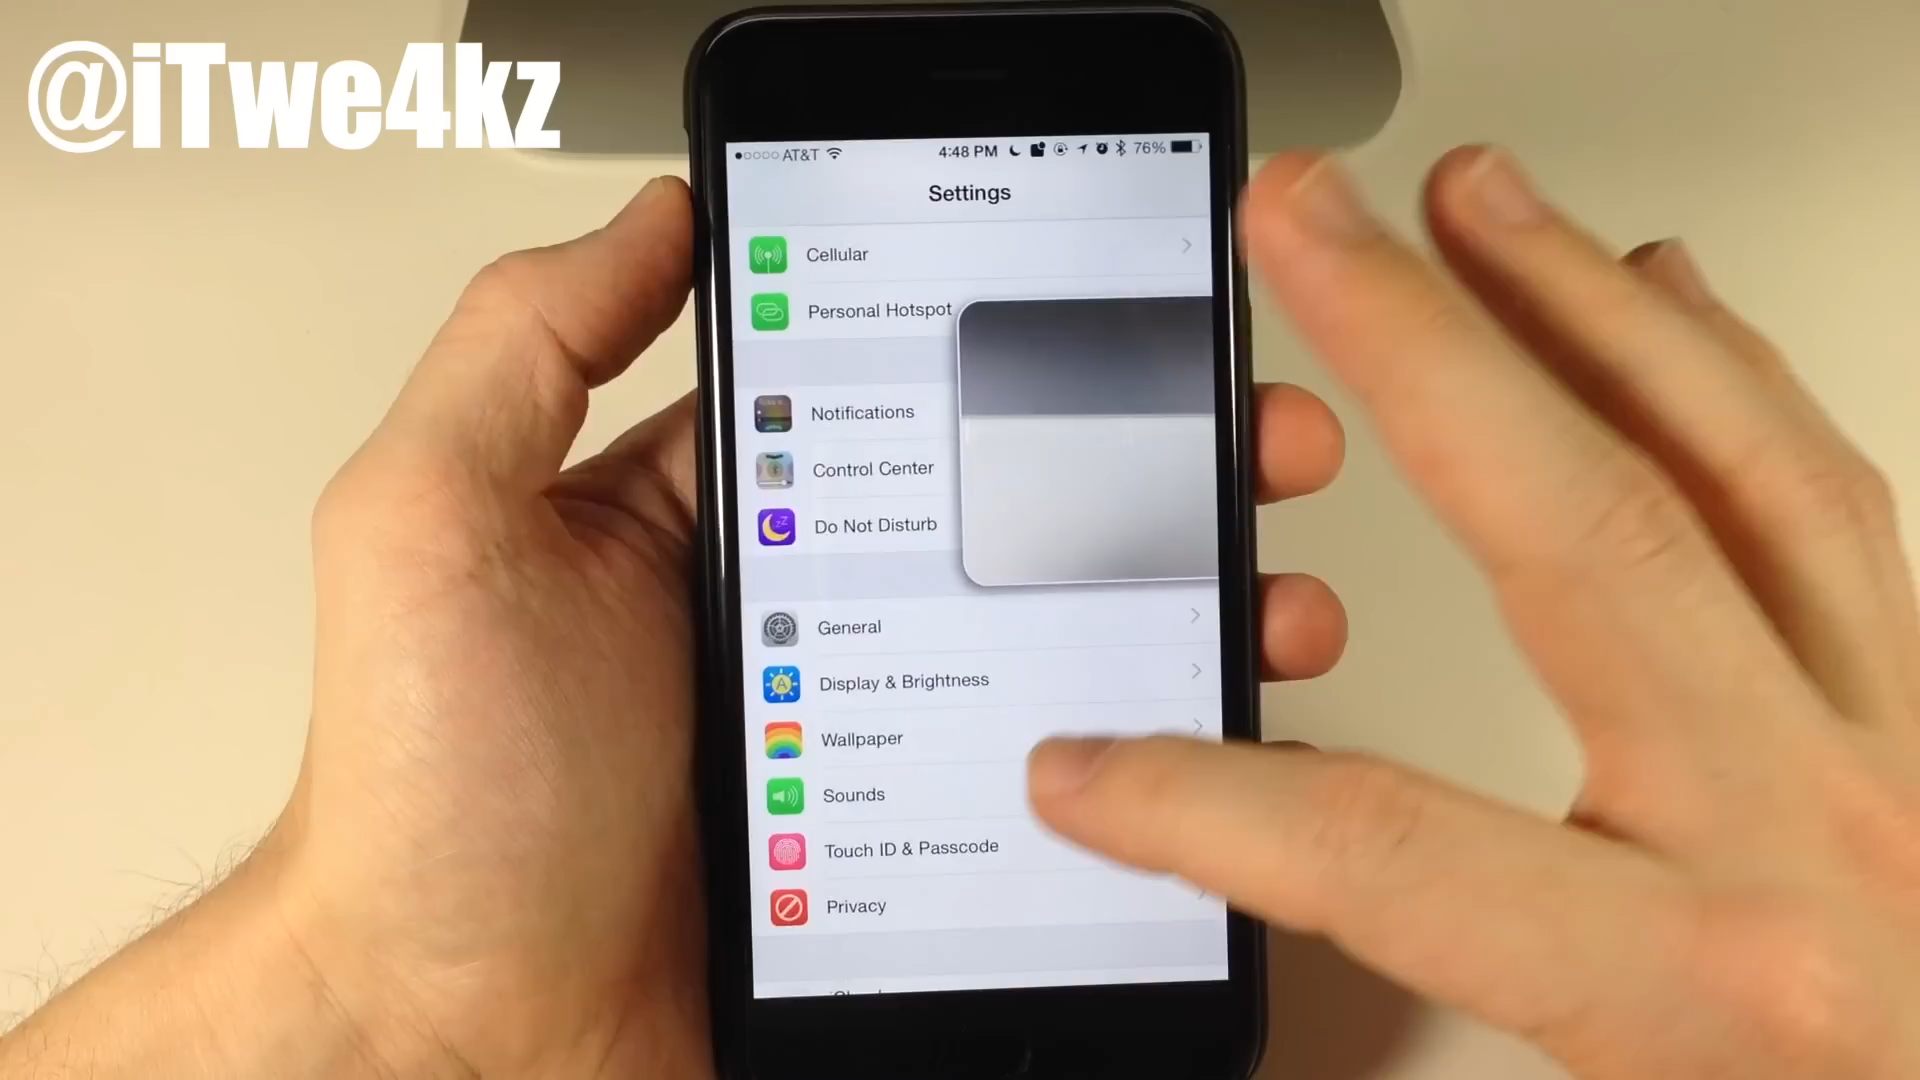 @iTwe4kz
AT&T 4:48 PM 76%
Settings
Cellular
Personal Hotspot
Notifications
Control Center
Do Not Disturb
General
Display & Brightness
Wallpaper
Sounds
Touch ID & Passcode
Privacy